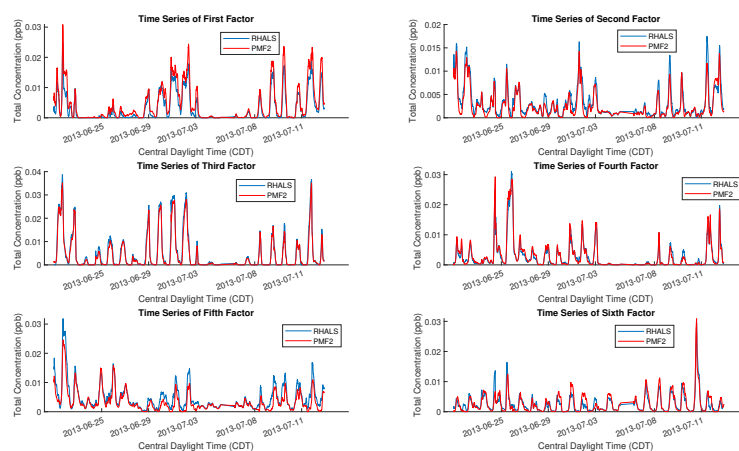 Time Series of First Factor
Total Concentration (ppb)
0.03
0.02
0.01
0
RHALS
PMF2
2013-06-25
2013-06-29
2013-07-03
2013-07-08
2013-07-11
Central Daylight Time (CDT)
Time Series of Second Factor
Total Concentration (ppb)
0.02
0.015
0.01
0.005
0
RHALS
PMF2
2013-06-25
2013-06-29
2013-07-03
2013-07-08
2013-07-11
Central Daylight Time (CDT)
Time Series of Third Factor
Total Concentration (ppb)
0.04
0.03
0.02
0.01
0
RHALS
PMF2
2013-06-25
2013-06-29
2013-07-03
2013-07-08
2013-07-11
Central Daylight Time (CDT)
Time Series of Fourth Factor
Total Concentration (ppb)
0.03
0.02
0.01
0
RHALS
PMF2
2013-06-25
2013-06-29
2013-07-03
2013-07-08
2013-07-11
Central Daylight Time (CDT)
Time Series of Fifth Factor
Total Concentration (ppb)
0.03
0.02
0.01
0
RHALS
PMF2
2013-06-25
2013-06-29
2013-07-03
2013-07-08
2013-07-11
Central Daylight Time (CDT)
Time Series of Sixth Factor
Total Concentration (ppb)
0.03
0.02
0.01
0
RHALS
PMF2
2013-06-25
2013-06-29
2013-07-03
2013-07-08
2013-07-11
Central Daylight Time (CDT)